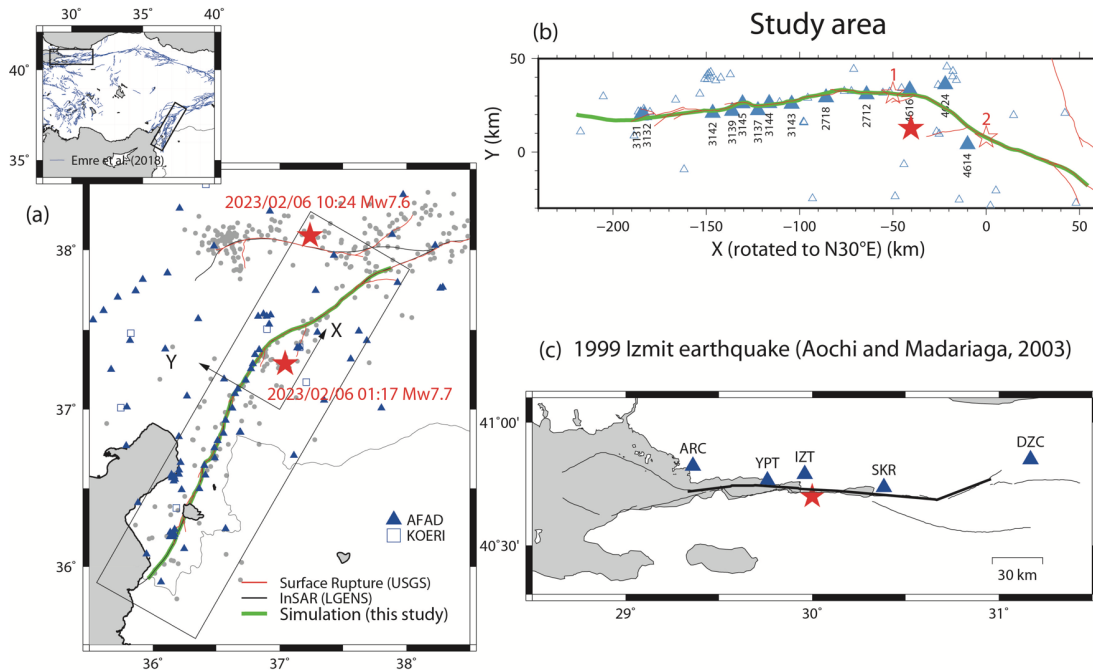 30°
35°
40°
40°
35°
Emre et al. (2018)
(a)
2023/02/06 10:24 Mw7.6
38°
X
Y
2023/02/06 01:17 Mw7.7
37°
AFAD
KOERI
36°
Surface Rupture (USGS)
InSAR (LGENS)
Simulation (this study)
36°
37°
38°
(b)
Study area
50
0
Y (km)
1
2
3131
3132
3142
3139
3145
3137
3144
3143
2718
2712
4616
4624
4614
−200
−150
−100
−50
0
50
X (rotated to N30°E) (km)
(c) 1999 Izmit earthquake (Aochi and Madariaga, 2003)
41°00'
40°30'
ARC
YPT
IZT
SKR
DZC
30 km
29°
30°
31°